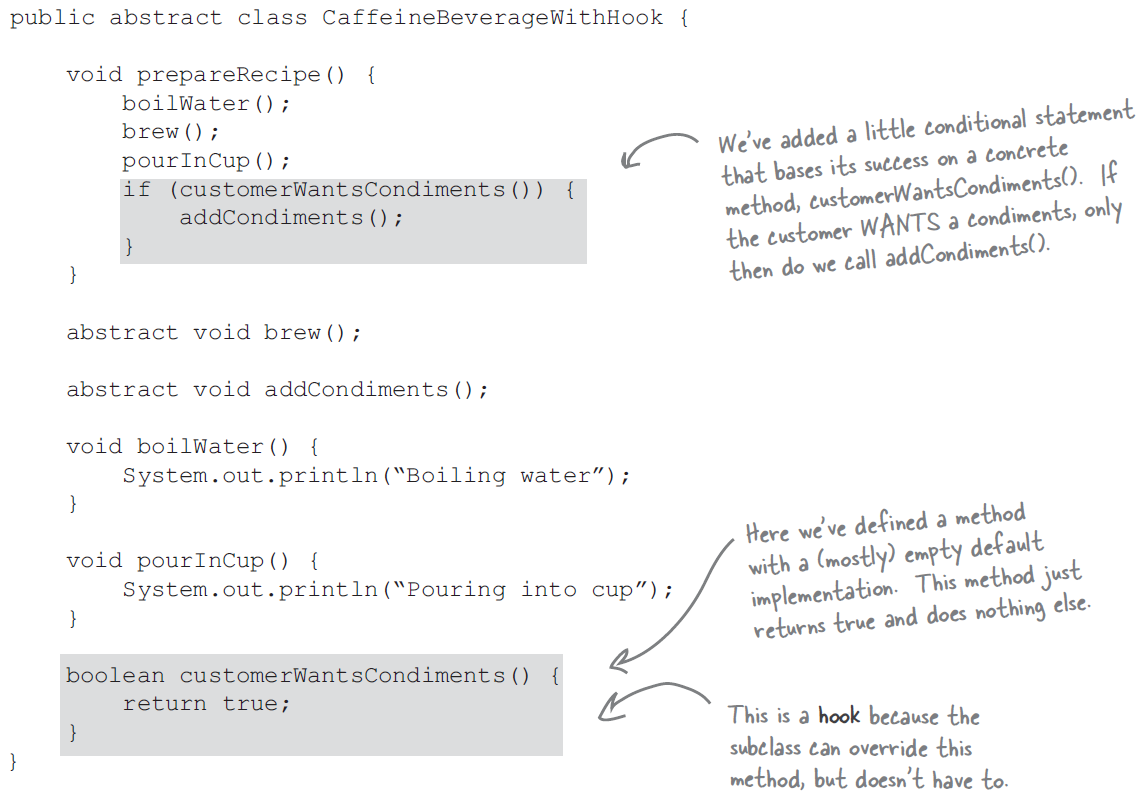 public abstract class CaffeineBeverageWithHook {
void prepareRecipe() {
boilWater();
brew();
pourInCup();
if (customerWantsCondiments()) {
addCondiments();
}
}
We've added a little conditional statement
that bases its success on a concrete
method, customerWantsCondiments(). If
the customer WANTS a condiments, only
then do we call addCondiments().
abstract void brew();
abstract void addCondiments();
void boilWater() {
System.out.println(“Boiling water”);
}
void pourInCup() {
System.out.println(“Pouring into cup”);
}
Here we've defined a method
with a (mostly) empty default
implementation. This method just
returns true and does nothing else.
boolean customerWantsCondiments() {
return true;
}
}
This is a hook because the
subclass can override this
method, but doesn't have to.